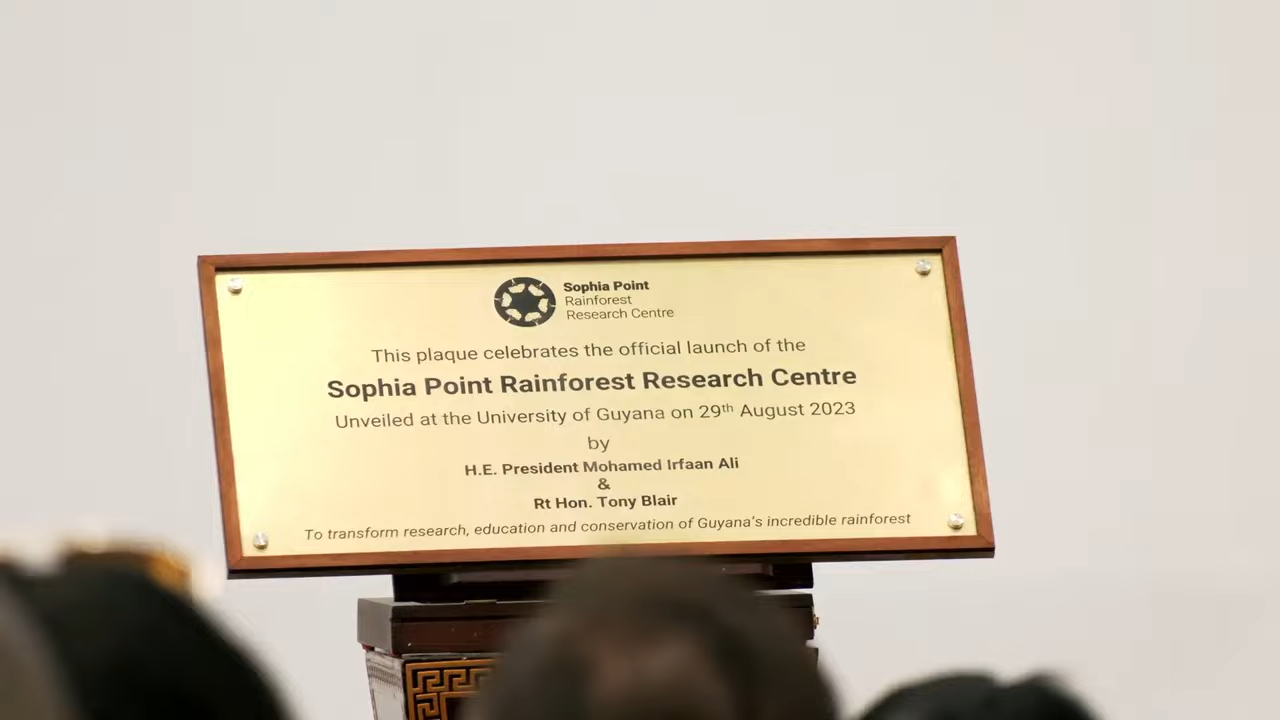 Sophia Point
Rainforest
Research Centre
This plaque celebrates the official launch of the
Sophia Point Rainforest Research Centre
Unveiled at the University of Guyana on 29th August 2023
by
H.E. President Mohamed Irfaan Ali
&
Rt Hon. Tony Blair
To transform research, education and conservation of Guyana's incredible rainforest